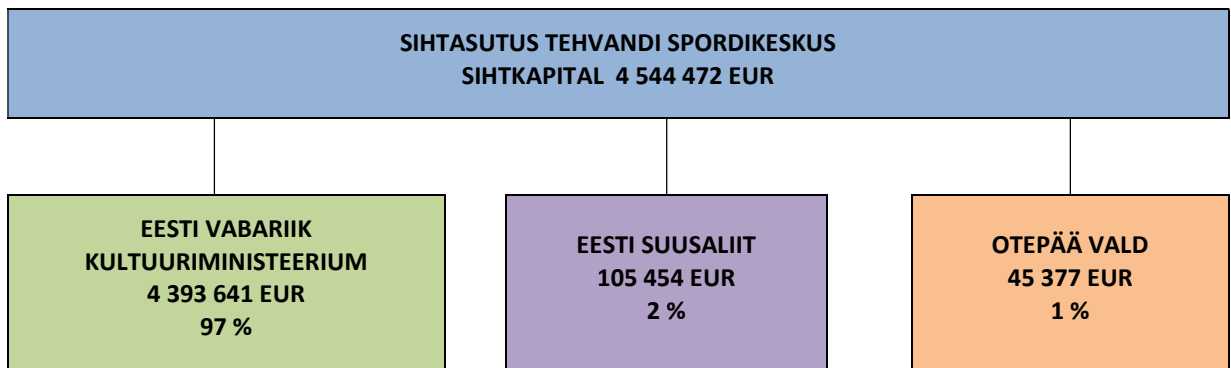 SIHTASUTUS TEHVANDI SPORDIKESKUS
SIHTKAPITAL 4 544 472 EUR
EESTI VABARIIK
KULTUURIMINISTEERIUM
4 393 641 EUR
97 %
EESTI SUUSALIIT
105 454 EUR
2 %
OTEPÄÄ VALD
45 377 EUR
1 %